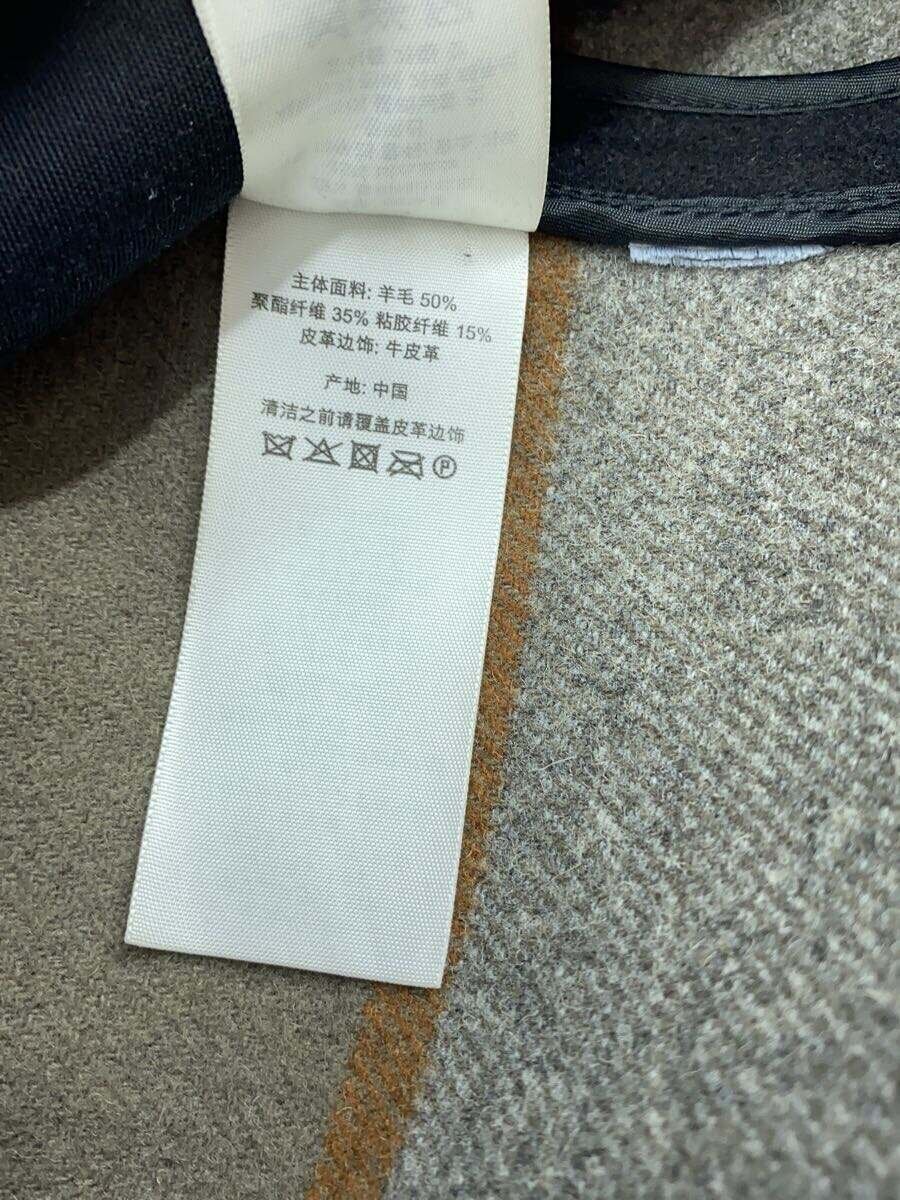 主体面料: 羊毛 50%
聚酯纤维 35% 粘胶纤维 15%
皮革边饰: 牛皮革
产地: 中国
清洁之前请覆盖皮革边饰
P